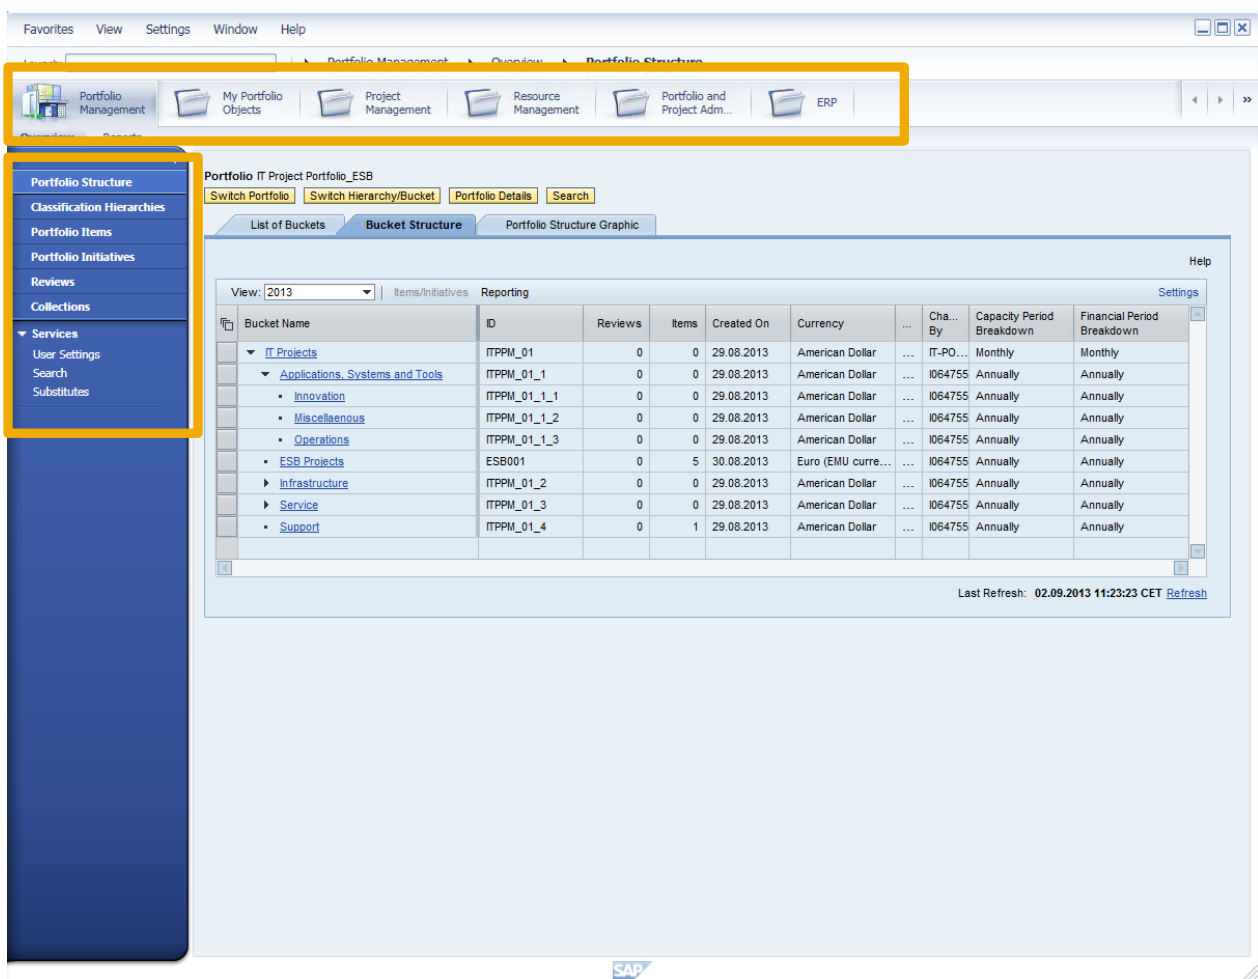 Favorites View Settings Window Help
Portfolio Management Overview Portfolio Structure
Portfolio Management
My Portfolio Objects
Project Management
Resource Management
Portfolio and Project Adm...
ERP
Overview Reports
Portfolio Structure
Classification Hierarchies
Portfolio Items
Portfolio Initiatives
Reviews
Collections
Services
User Settings
Search
Substitutes
Portfolio IT Project Portfolio_ESB
Switch Portfolio Switch Hierarchy/Bucket Portfolio Details Search
List of Buckets Bucket Structure Portfolio Structure Graphic
Help
View: 2013 Items/Initiatives Reporting Settings
Bucket Name ID Reviews Items Created On Currency ... Cha... By Capacity Period Breakdown Financial Period Breakdown
IT Projects ITPPM_01 0 0 29.08.2013 American Dollar ... IT-PO... Monthly Monthly
Applications, Systems and Tools ITPPM_01_1 0 0 29.08.2013 American Dollar ... I064755 Annually Annually
Innovation ITPPM_01_1_1 0 0 29.08.2013 American Dollar ... I064755 Annually Annually
Miscellaenous ITPPM_01_1_2 0 0 29.08.2013 American Dollar ... I064755 Annually Annually
Operations ITPPM_01_1_3 0 0 29.08.2013 American Dollar ... I064755 Annually Annually
ESB Projects ESB001 0 5 30.08.2013 Euro (EMU curre... ... I064755 Annually Annually
Infrastructure ITPPM_01_2 0 0 29.08.2013 American Dollar ... I064755 Annually Annually
Service ITPPM_01_3 0 0 29.08.2013 American Dollar ... I064755 Annually Annually
Support ITPPM_01_4 0 1 29.08.2013 American Dollar ... I064755 Annually Annually
Last Refresh: 02.09.2013 11:23:23 CET Refresh
SAP